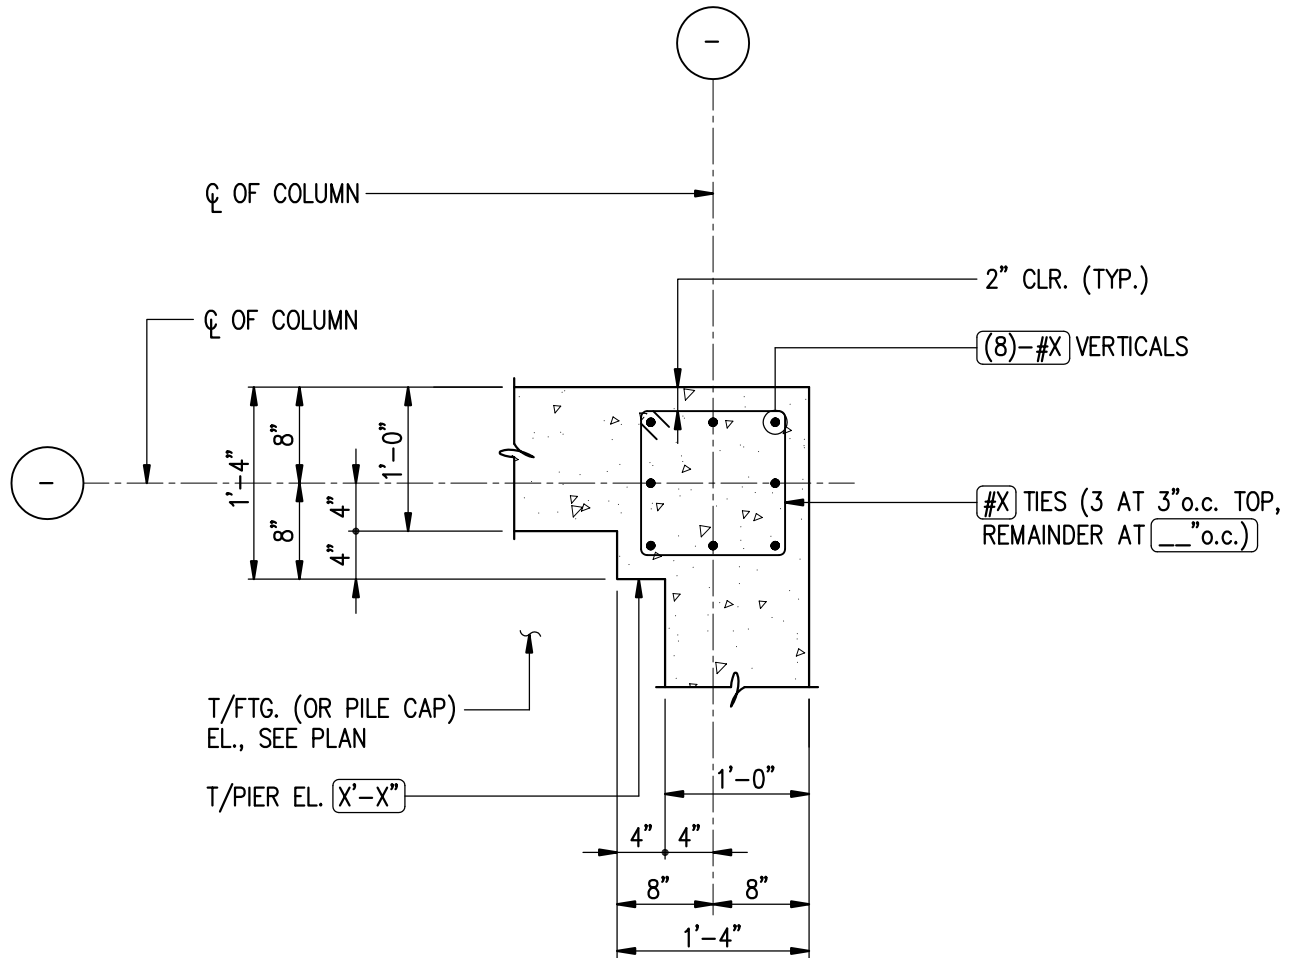 -
℄ OF COLUMN
2" CLR. (TYP.)
℄ OF COLUMN
(8)-#X VERTICALS
-
1'-4"
8"
8"
4"
4"
1'-0"
#X TIES (3 AT 3"o.c. TOP,
REMAINDER AT __"o.c.)
T/FTG. (OR PILE CAP)
EL., SEE PLAN
T/PIER EL. X'-X"
1'-0"
4" 4"
8" 8"
1'-4"